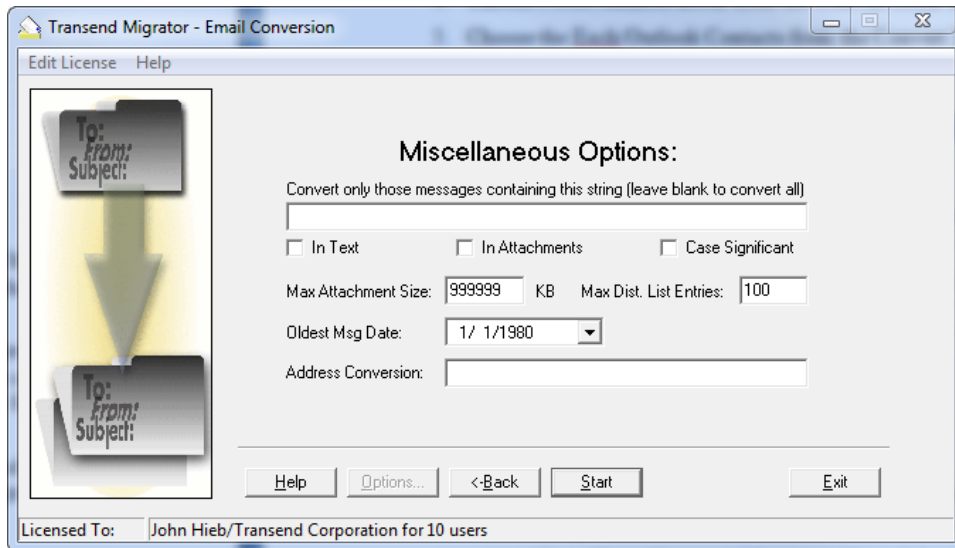 Transend Migrator - Email Conversion
Edit License Help
To:
From:
Subject:
To:
From:
Subject:
Miscellaneous Options:
Convert only those messages containing this string (leave blank to convert all)
In Text In Attachments Case Significant
Max Attachment Size: 999999 KB Max Dist. List Entries: 100
Oldest Msg Date: 1/ 1/1980
Address Conversion:
Help Options... <-Back Start Exit
Licensed To: John Hieb/Transend Corporation for 10 users